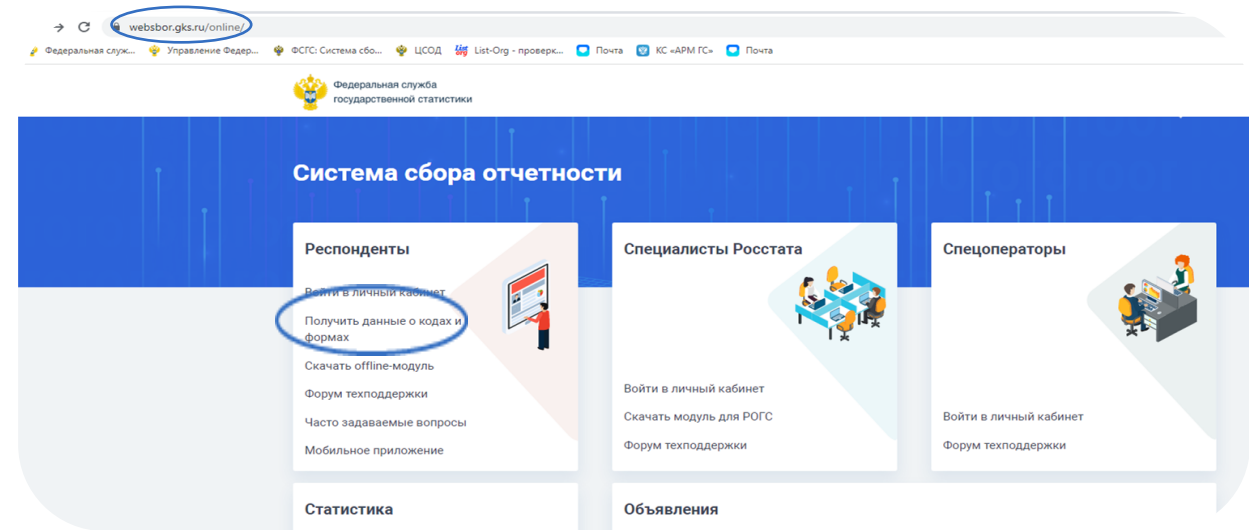 websbor.gks.ru/online/
Федеральная служ... Управление Федер... ФСГС: Система сбо... ЦСОД List-Org - проверк... Почта КС «АРМ ГС» Почта
Федеральная служба
государственной статистики
Система сбора отчетности
Респонденты
Войти в личный кабинет
Получить данные о кодах и
формах
Скачать offline-модуль
Форум техподдержки
Часто задаваемые вопросы
Мобильное приложение
Специалисты Росстата
Войти в личный кабинет
Скачать модуль для РОГС
Форум техподдержки
Спецоператоры
Войти в личный кабинет
Форум техподдержки
Статистика
Объявления